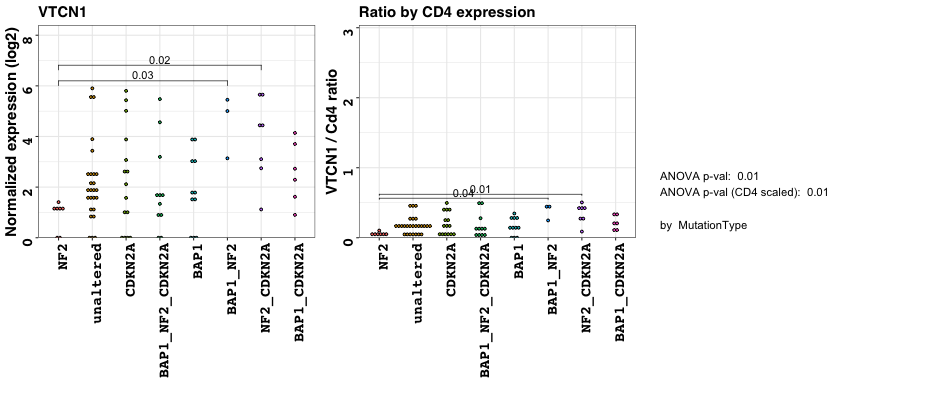 VTCN1
Normalized expression (log2)
8
6
4
2
0
0.02
0.03
NF2
unaltered
CDKN2A
BAP1_NF2_CDKN2A
BAP1
BAP1_NF2
NF2_CDKN2A
BAP1_CDKN2A
Ratio by CD4 expression
VTCN1 / Cd4 ratio
3
2
1
0
0.01
0.04
NF2
unaltered
CDKN2A
BAP1_NF2_CDKN2A
BAP1
BAP1_NF2
NF2_CDKN2A
BAP1_CDKN2A
ANOVA p-val: 0.01
ANOVA p-val (CD4 scaled): 0.01
by MutationType